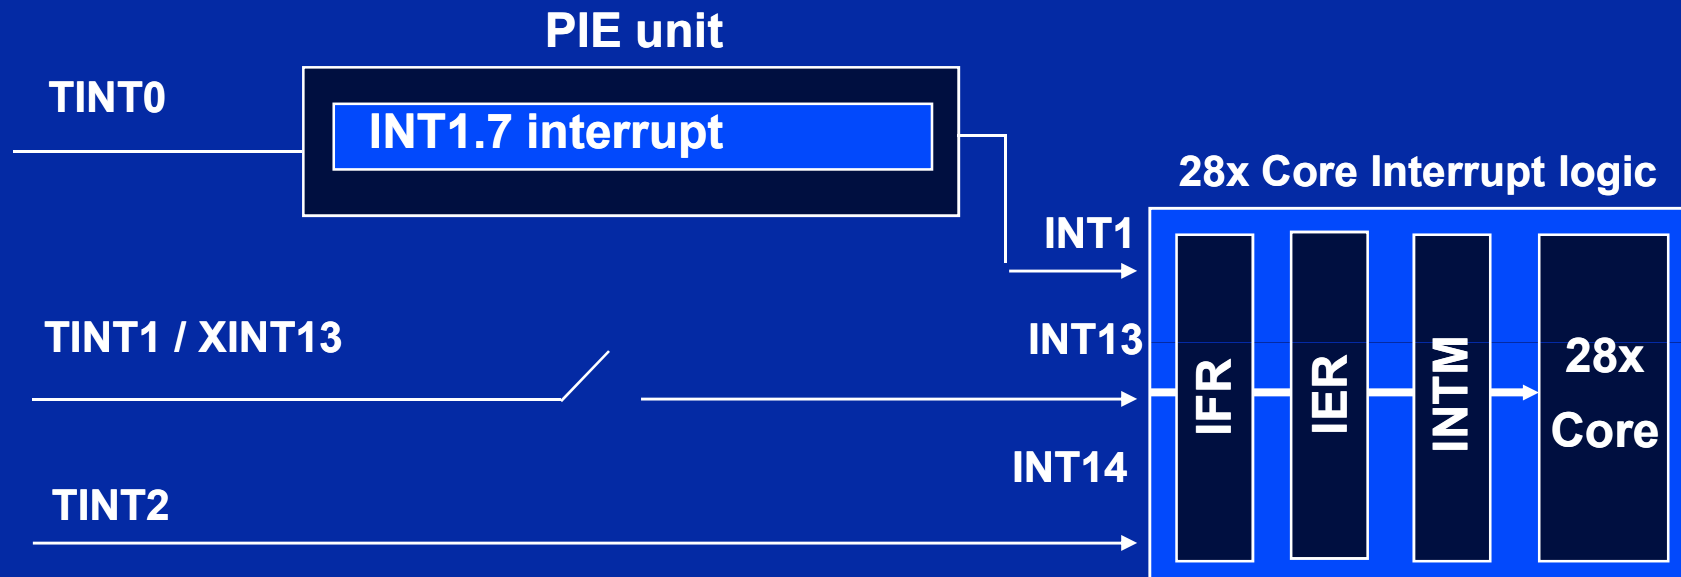 PIE unit
TINT0
INT1.7 interrupt
28x Core Interrupt logic
INT1
TINT1 / XINT13
INT13
IFR
IER
INTM
28x
Core
INT14
TINT2